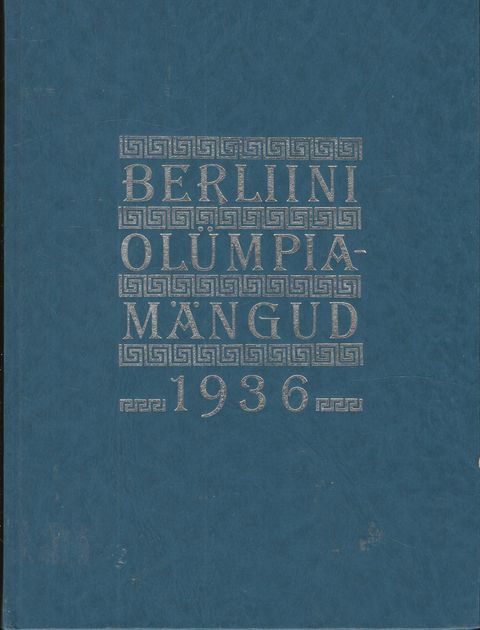 BERLIINI
OLÜMPIA-
MÄNGUD
1936